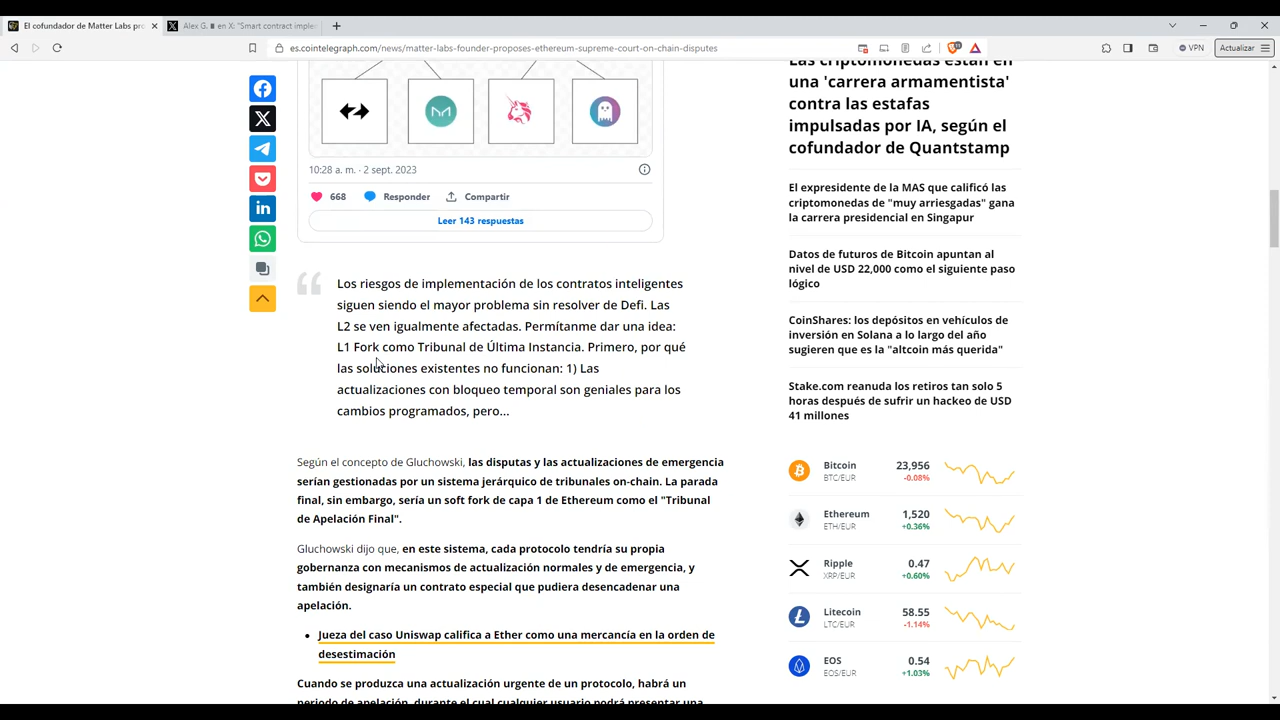 El cofundador de Matter Labs pro
Alex G. en X: "Smart contract implem
es.cointelegraph.com/news/matter-labs-founder-proposes-ethereum-supreme-court-on-chain-disputes
VPN
Actualizar
10:28 a. m. · 2 sept. 2023
668 Responder Compartir
Leer 143 respuestas
Los riesgos de implementación de los contratos inteligentes
siguen siendo el mayor problema sin resolver de Defi. Las
L2 se ven igualmente afectadas. Permítanme dar una idea:
L1 Fork como Tribunal de Última Instancia. Primero, por qué
las soluciones existentes no funcionan: 1) Las
actualizaciones con bloqueo temporal son geniales para los
cambios programados, pero...
Según el concepto de Gluchowski, las disputas y las actualizaciones de emergencia
serían gestionadas por un sistema jerárquico de tribunales on-chain. La parada
final, sin embargo, sería un soft fork de capa 1 de Ethereum como el "Tribunal
de Apelación Final".
Gluchowski dijo que, en este sistema, cada protocolo tendría su propia
gobernanza con mecanismos de actualización normales y de emergencia, y
también designaría un contrato especial que pudiera desencadenar una
apelación.
• Jueza del caso Uniswap califica a Ether como una mercancía en la orden de
desestimación
Cuando se produzca una actualización urgente de un protocolo, habrá un
periodo de apelación, durante el cual cualquier usuario podrá presentar una
Las criptomonedas están en
una 'carrera armamentista'
contra las estafas
impulsadas por IA, según el
cofundador de Quantstamp
El expresidente de la MAS que calificó las
criptomonedas de "muy arriesgadas" gana
la carrera presidencial en Singapur
Datos de futuros de Bitcoin apuntan al
nivel de USD 22,000 como el siguiente paso
lógico
CoinShares: los depósitos en vehículos de
inversión en Solana a lo largo del año
sugieren que es la "altcoin más querida"
Stake.com reanuda los retiros tan solo 5
horas después de sufrir un hackeo de USD
41 millones
Bitcoin 23,956
BTC/EUR -0.08%
Ethereum 1,520
ETH/EUR +0.36%
Ripple 0.47
XRP/EUR +0.60%
Litecoin 58.55
LTC/EUR -1.14%
EOS 0.54
EOS/EUR +1.03%